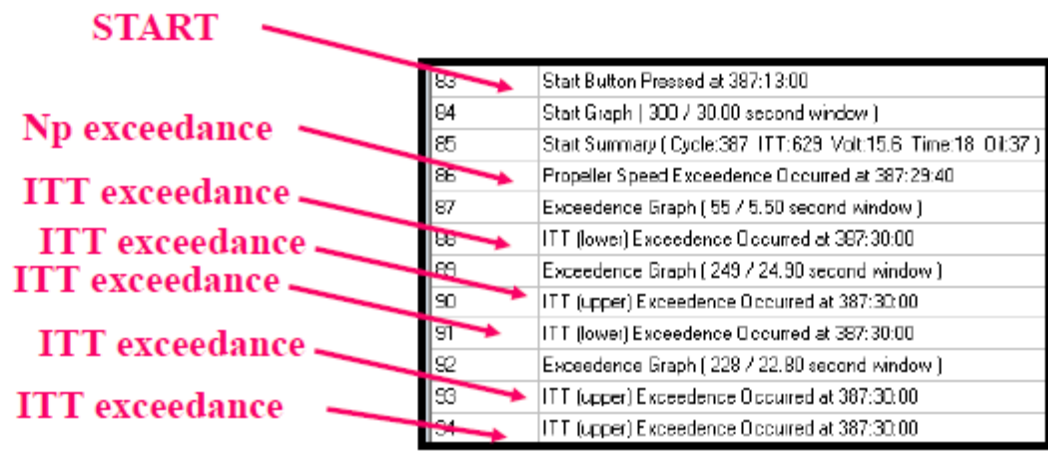 START
Np exceedance
ITT exceedance
ITT exceedance
ITT exceedance
ITT exceedance
ITT exceedance
83 Start Button Pressed at 387:13:00
84 Start Graph ( 300 / 30.00 second window )
85 Start Summary ( Cycle:387 ITT:629 Volt:15.6 Time:18 Oil:37 )
86 Propeller Speed Exceedence Occurred at 387:29:40
87 Exceedence Graph ( 55 / 5.50 second window )
88 ITT (lower) Exceedence Occurred at 387:30:00
89 Exceedence Graph ( 249 / 24.90 second window )
90 ITT (upper) Exceedence Occurred at 387:30:00
91 ITT (lower) Exceedence Occurred at 387:30:00
92 Exceedence Graph ( 228 / 22.80 second window )
93 ITT (upper) Exceedence Occurred at 387:30:00
94 ITT (upper) Exceedence Occurred at 387:30:00